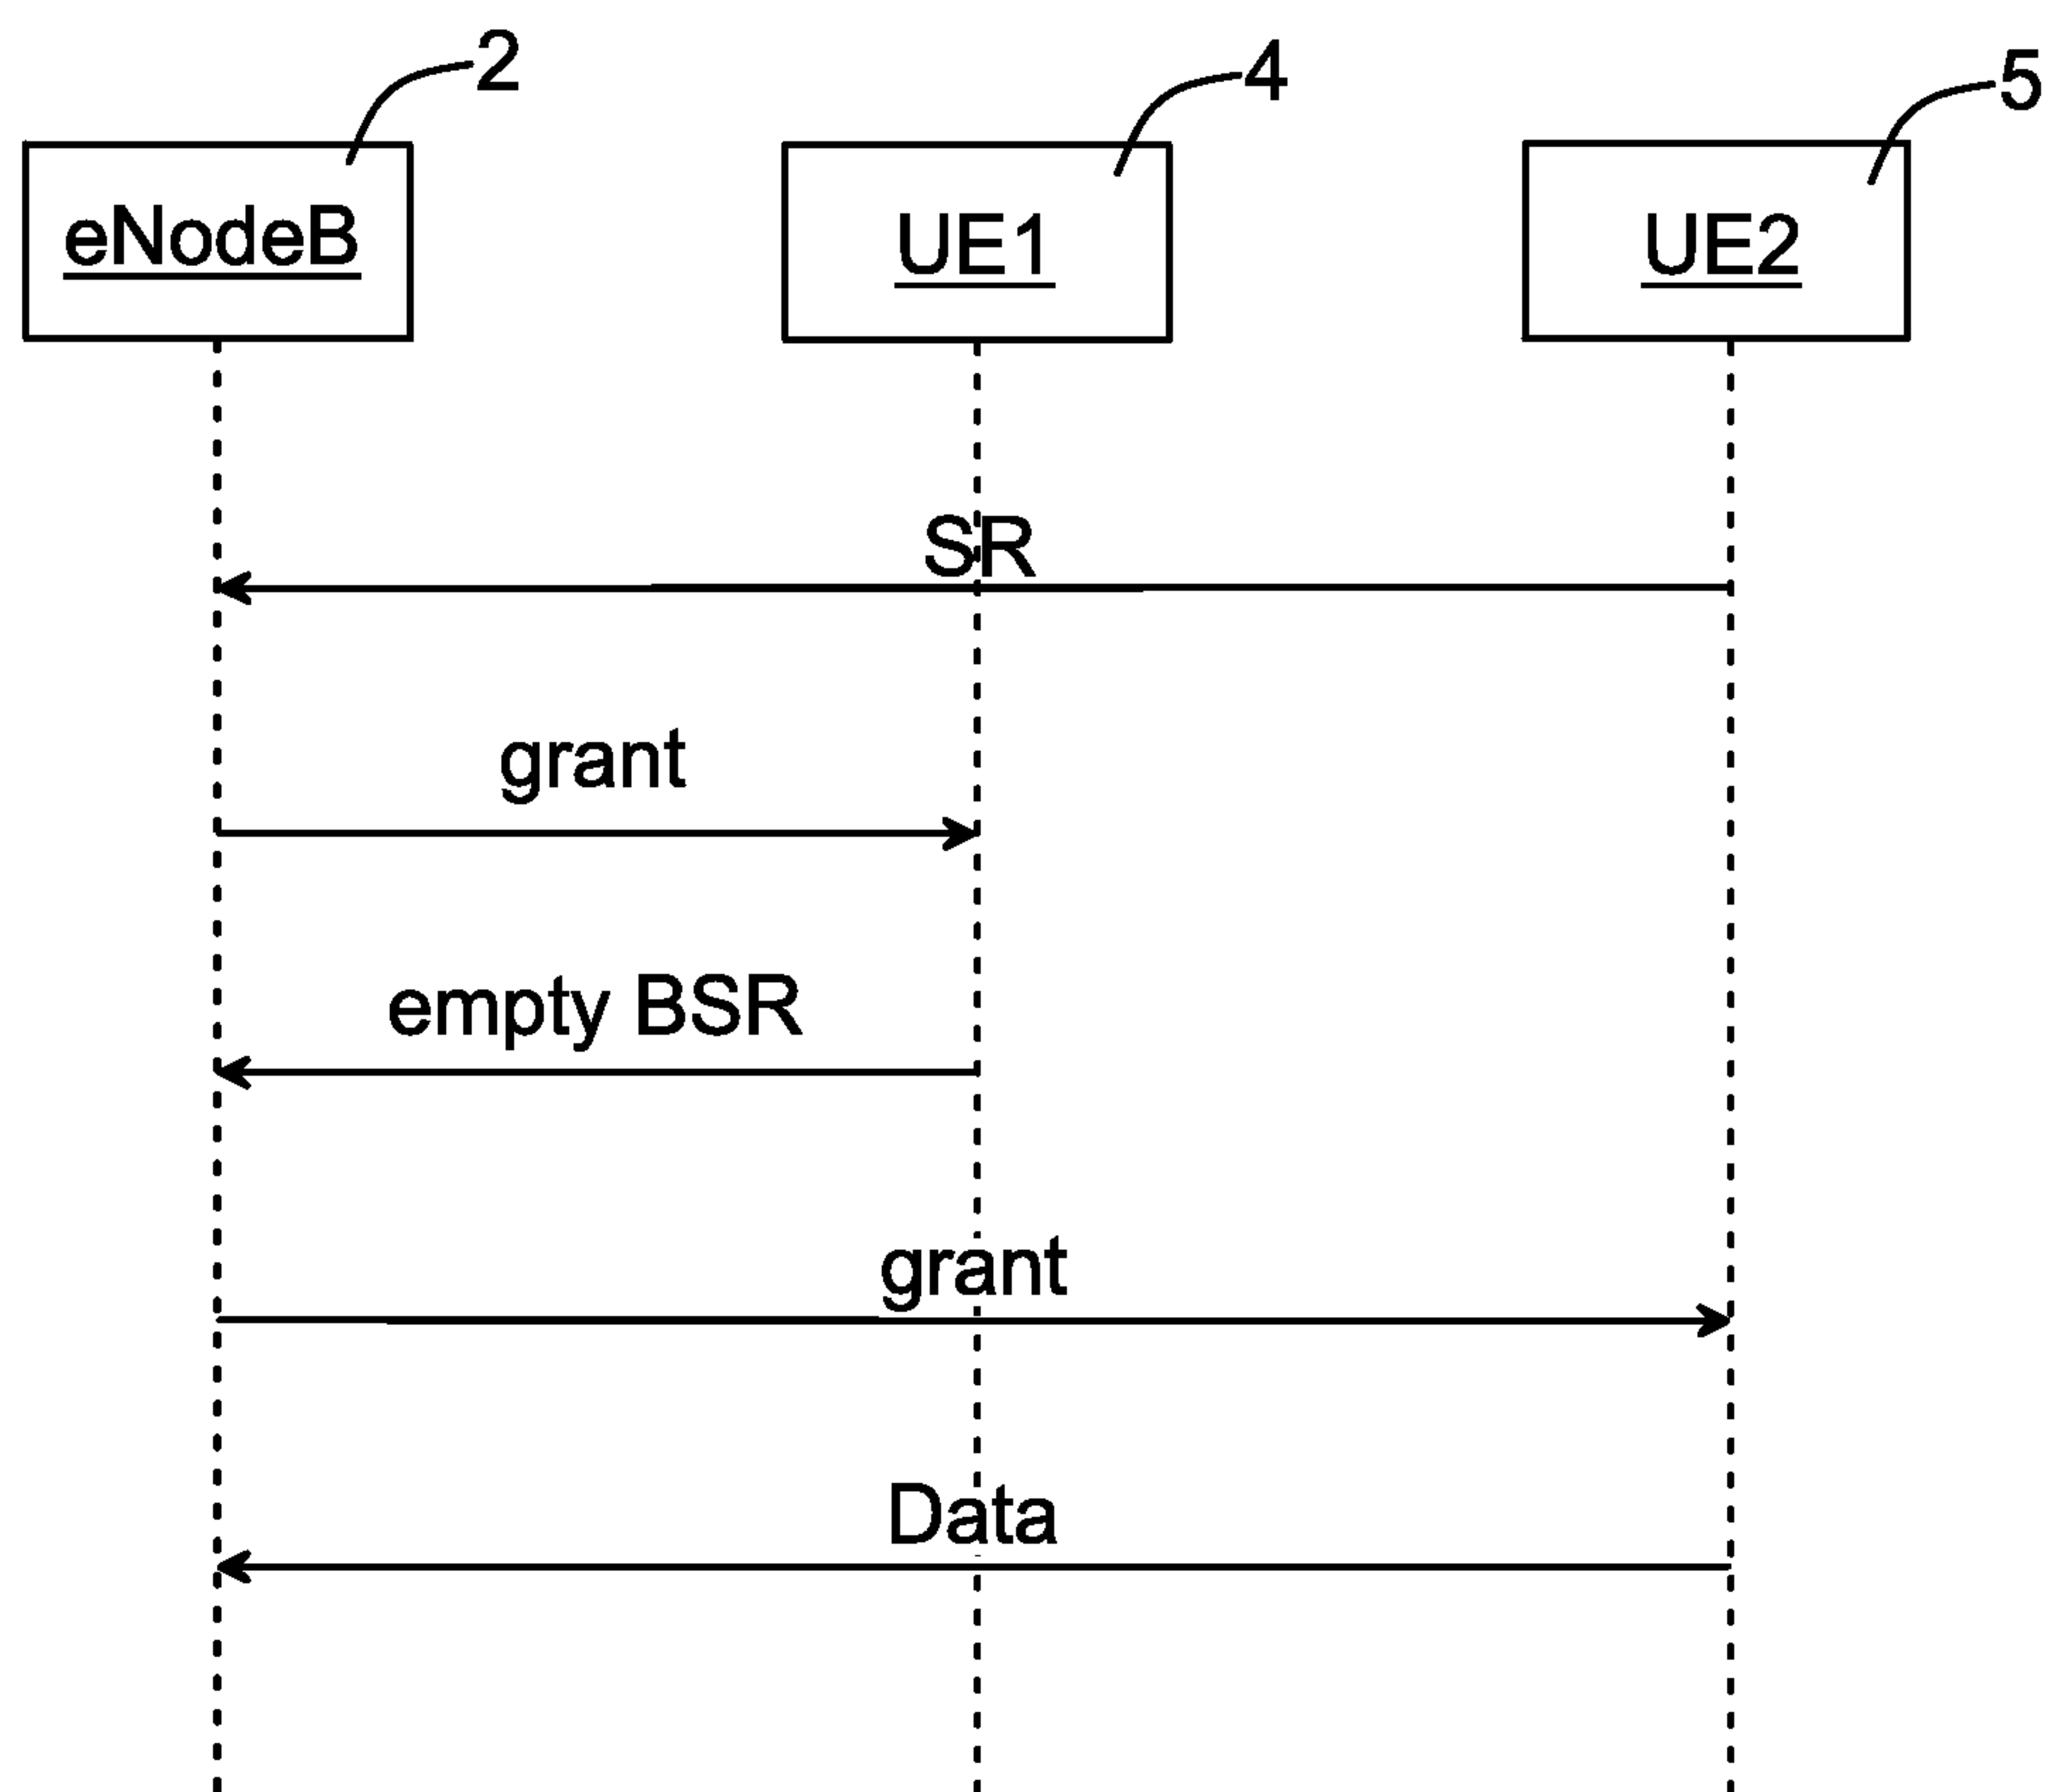 2
4
5
eNodeB
UE1
UE2
SR
grant
empty BSR
grant
Data